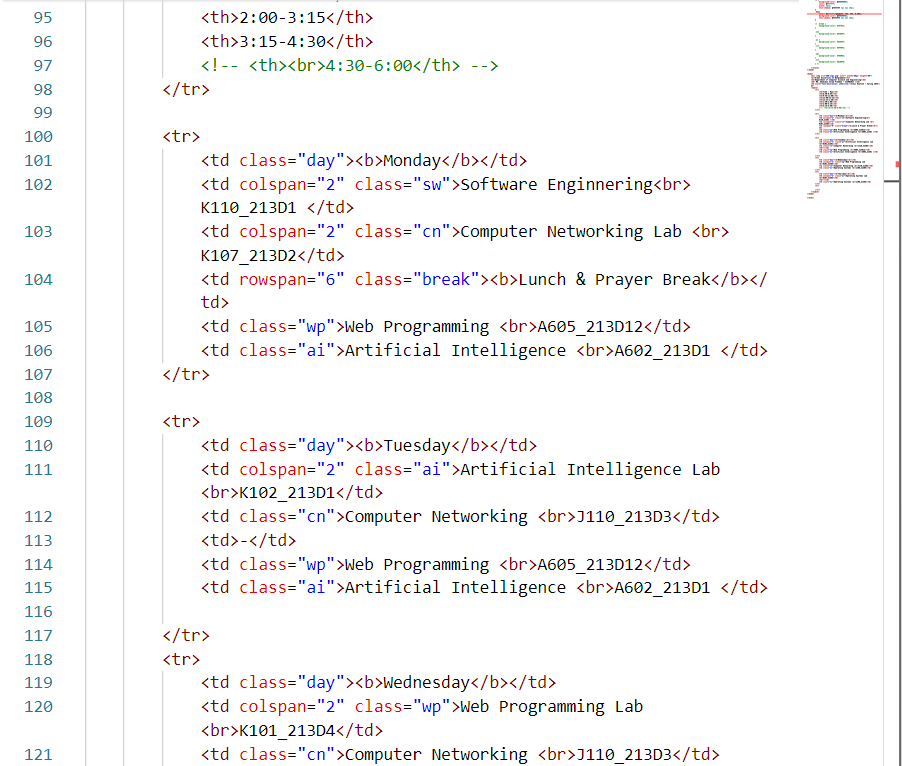 95 <th>2:00-3:15</th>
96 <th>3:15-4:30</th>
97 <!-- <th><br>4:30-6:00</th> -->
98 </tr>
99
100 <tr>
101 <td class="day"><b>Monday</b></td>
102 <td colspan="2" class="sw">Software Enginnering<br>
K110_213D1 </td>
103 <td colspan="2" class="cn">Computer Networking Lab <br>
K107_213D2</td>
104 <td rowspan="6" class="break"><b>Lunch & Prayer Break</b></
td>
105 <td class="wp">Web Programming <br>A605_213D12</td>
106 <td class="ai">Artificial Intelligence <br>A602_213D1 </td>
107 </tr>
108
109 <tr>
110 <td class="day"><b>Tuesday</b></td>
111 <td colspan="2" class="ai">Artificial Intelligence Lab
<br>K102_213D1</td>
112 <td class="cn">Computer Networking <br>J110_213D3</td>
113 <td>-</td>
114 <td class="wp">Web Programming <br>A605_213D12</td>
115 <td class="ai">Artificial Intelligence <br>A602_213D1 </td>
116
117 </tr>
118 <tr>
119 <td class="day"><b>Wednesday</b></td>
120 <td colspan="2" class="wp">Web Programming Lab
<br>K101_213D4</td>
121 <td class="cn">Computer Networking <br>J110_213D3</td>